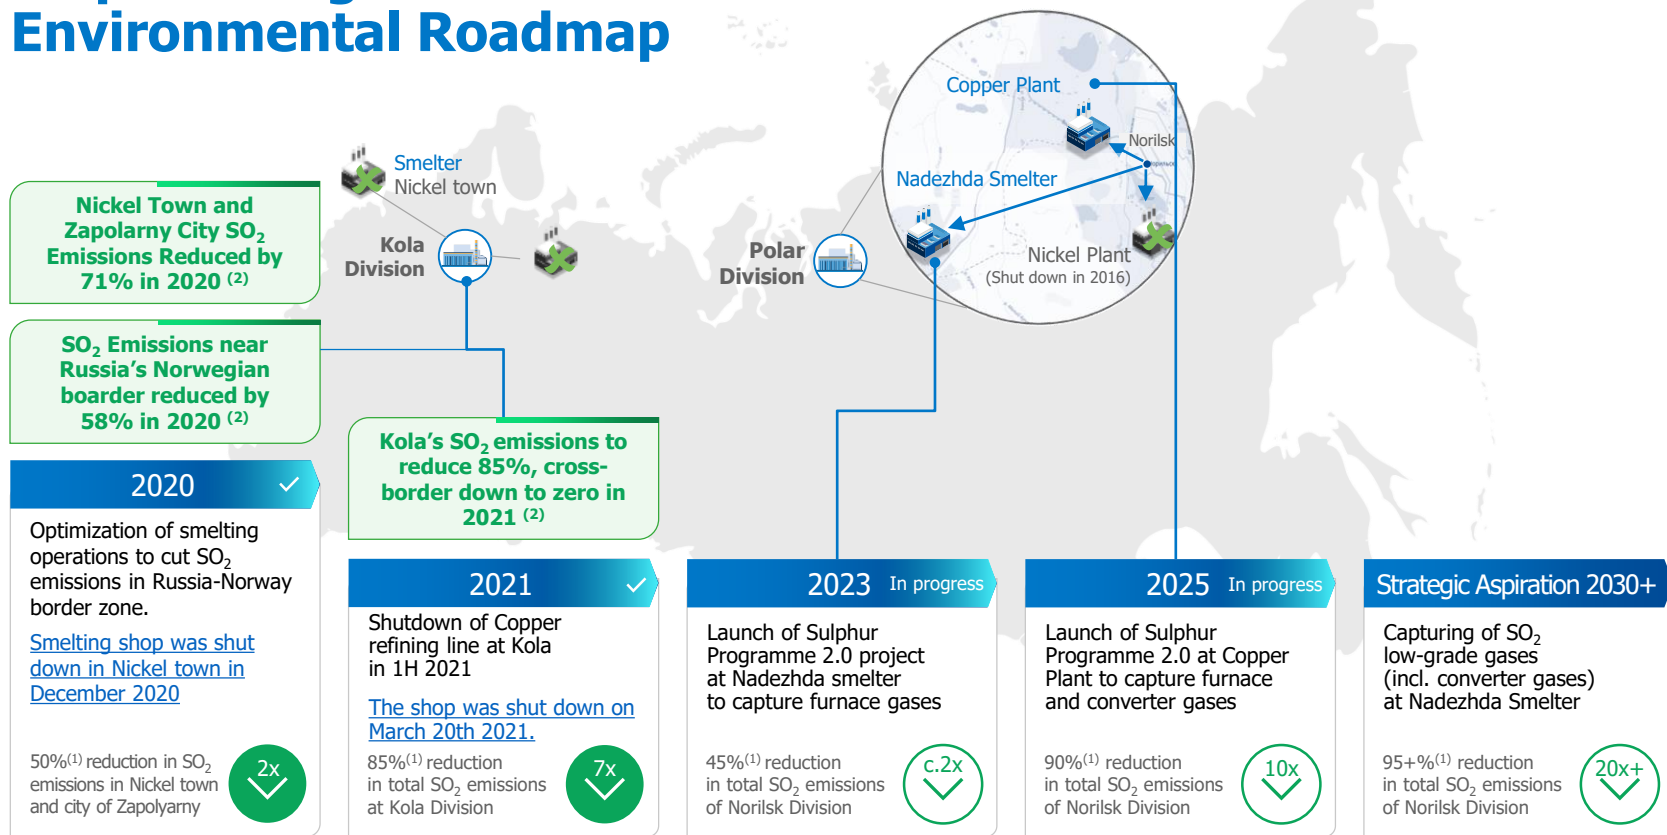 Environmental Roadmap
Copper Plant
Norilsk
Nadezhda Smelter
Nickel Plant
(Shut down in 2016)
Smelter
Nickel town
Kola
Division
Polar
Division
Nickel Town and
Zapolarny City SO2
Emissions Reduced by
71% in 2020 (2)
SO2 Emissions near
Russia's Norwegian
boarder reduced by
58% in 2020 (2)
Kola's SO2 emissions to
reduce 85%, cross-
border down to zero in
2021 (2)
2020
Optimization of smelting
operations to cut SO2
emissions in Russia-Norway
border zone.
Smelting shop was shut
down in Nickel town in
December 2020
50%(1) reduction in SO2
emissions in Nickel town
and city of Zapolyarny
2x
2021
Shutdown of Copper
refining line at Kola
in 1H 2021
The shop was shut down on
March 20th 2021.
85%(1) reduction
in total SO2 emissions
at Kola Division
7x
2023 In progress
Launch of Sulphur
Programme 2.0 project
at Nadezhda smelter
to capture furnace gases
45%(1) reduction
in total SO2 emissions
of Norilsk Division
c.2x
2025 In progress
Launch of Sulphur
Programme 2.0 at Copper
Plant to capture furnace
and converter gases
90%(1) reduction
in total SO2 emissions
of Norilsk Division
10x
Strategic Aspiration 2030+
Capturing of SO2
low-grade gases
(incl. converter gases)
at Nadezhda Smelter
95+%(1) reduction
in total SO2 emissions
of Norilsk Division
20x+